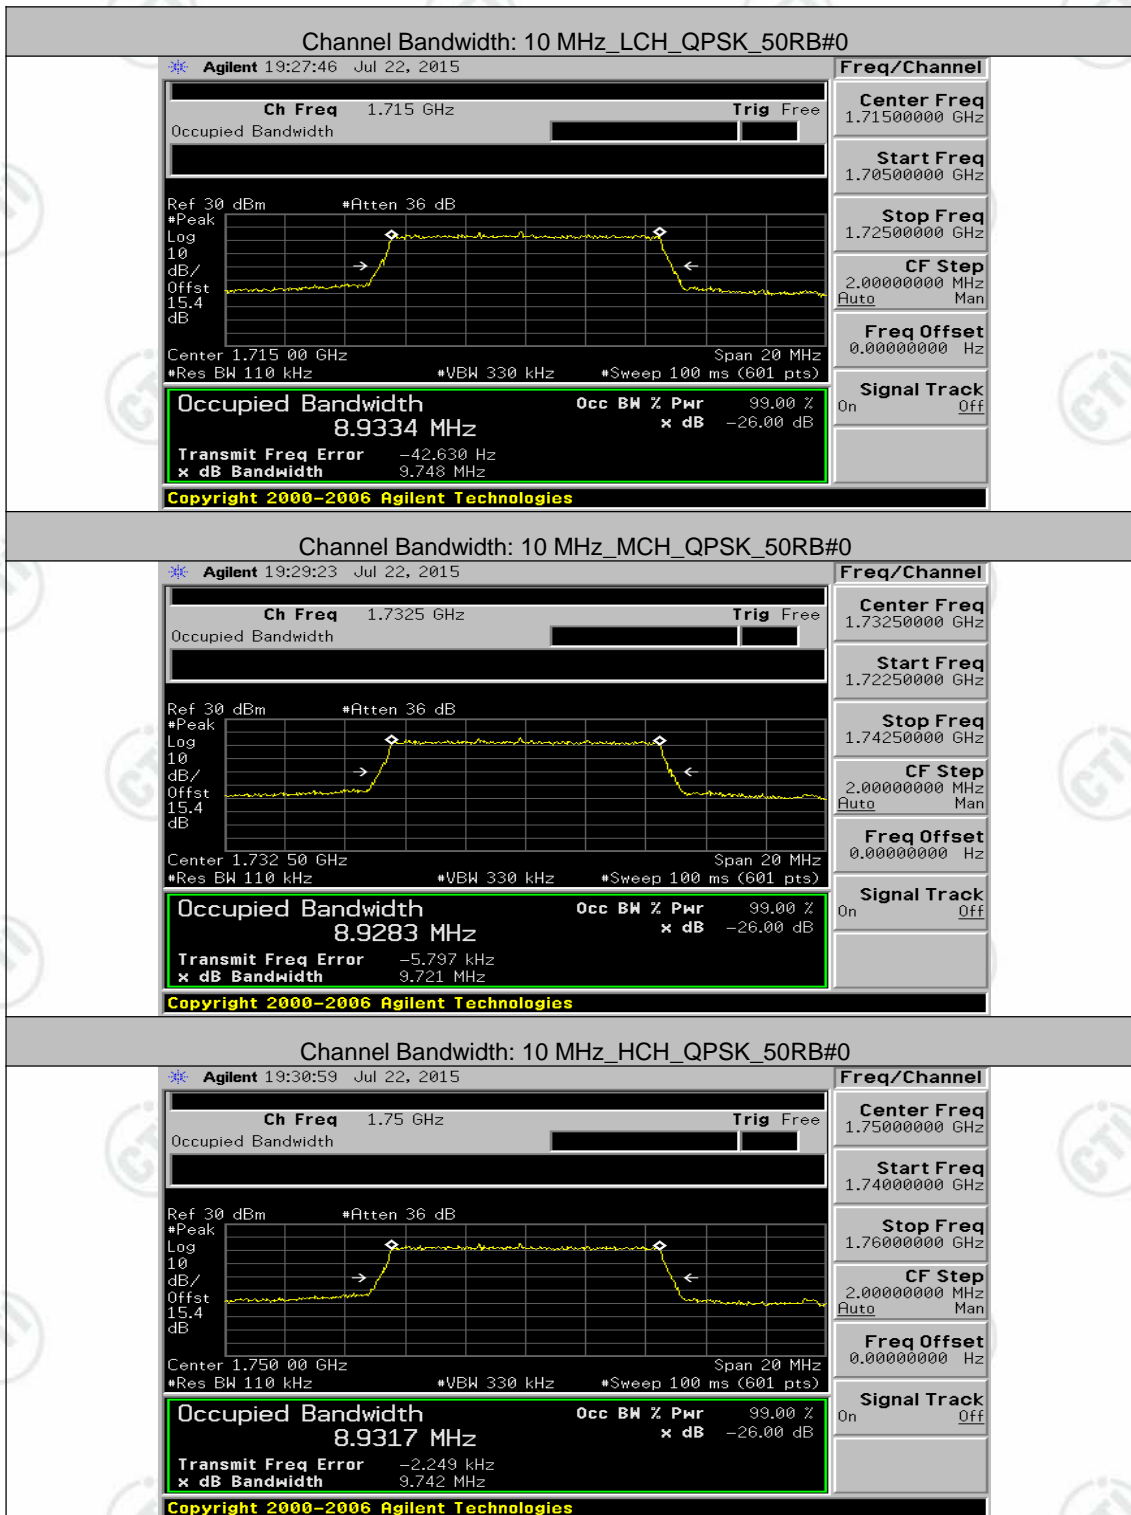 Channel Bandwidth: 10 MHz_LCH_QPSK_50RB#0
Agilent 19:27:46 Jul 22, 2015
Freq/Channel
Ch Freq 1.715 GHz Trig Free
Occupied Bandwidth
Center Freq
1.71500000 GHz
Start Freq
1.70500000 GHz
Stop Freq
1.72500000 GHz
CF Step
2.00000000 MHz
Auto Man
Freq Offset
0.00000000 Hz
Signal Track
On Off
Ref 30 dBm #Atten 36 dB
#Peak
Log
10
dB/
Offst
15.4
dB
Center 1.715 00 GHz Span 20 MHz
#Res BW 110 kHz #VBW 330 kHz #Sweep 100 ms (601 pts)
Occupied Bandwidth Occ BW % Pwr 99.00 %
8.9334 MHz x dB -26.00 dB
Transmit Freq Error -42.630 Hz
x dB Bandwidth 9.748 MHz
Copyright 2000-2006 Agilent Technologies
Channel Bandwidth: 10 MHz_MCH_QPSK_50RB#0
Agilent 19:29:23 Jul 22, 2015
Freq/Channel
Ch Freq 1.7325 GHz Trig Free
Occupied Bandwidth
Center Freq
1.73250000 GHz
Start Freq
1.72250000 GHz
Stop Freq
1.74250000 GHz
CF Step
2.00000000 MHz
Auto Man
Freq Offset
0.00000000 Hz
Signal Track
On Off
Ref 30 dBm #Atten 36 dB
#Peak
Log
10
dB/
Offst
15.4
dB
Center 1.732 50 GHz Span 20 MHz
#Res BW 110 kHz #VBW 330 kHz #Sweep 100 ms (601 pts)
Occupied Bandwidth Occ BW % Pwr 99.00 %
8.9283 MHz x dB -26.00 dB
Transmit Freq Error -5.797 kHz
x dB Bandwidth 9.721 MHz
Copyright 2000-2006 Agilent Technologies
Channel Bandwidth: 10 MHz_HCH_QPSK_50RB#0
Agilent 19:30:59 Jul 22, 2015
Freq/Channel
Ch Freq 1.75 GHz Trig Free
Occupied Bandwidth
Center Freq
1.75000000 GHz
Start Freq
1.74000000 GHz
Stop Freq
1.76000000 GHz
CF Step
2.00000000 MHz
Auto Man
Freq Offset
0.00000000 Hz
Signal Track
On Off
Ref 30 dBm #Atten 36 dB
#Peak
Log
10
dB/
Offst
15.4
dB
Center 1.750 00 GHz Span 20 MHz
#Res BW 110 kHz #VBW 330 kHz #Sweep 100 ms (601 pts)
Occupied Bandwidth Occ BW % Pwr 99.00 %
8.9317 MHz x dB -26.00 dB
Transmit Freq Error -2.249 kHz
x dB Bandwidth 9.742 MHz
Copyright 2000-2006 Agilent Technologies
CTI